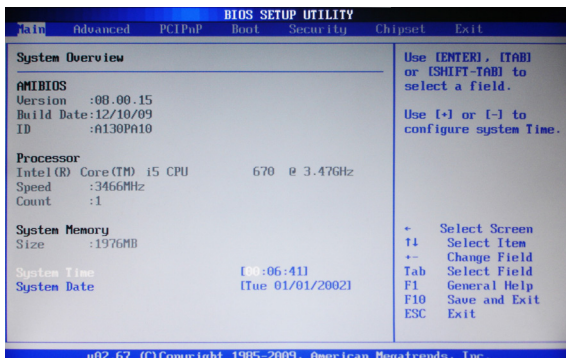 BIOS SETUP UTILITY
Main Advanced PCIPnP Boot Security Chipset Exit
System Overview
AMIBIOS
Version :08.00.15
Build Date:12/10/09
ID :A130PA10
Processor
Intel(R) Core(TM) i5 CPU 670 @ 3.47GHz
Speed :3466MHz
Count :1
System Memory
Size :1976MB
System Time [00:06:41]
System Date [Tue 01/01/2002]
Use [ENTER], [TAB]
or [SHIFT-TAB] to
select a field.
Use [+] or [-] to
configure system Time.
← Select Screen
↑↓ Select Item
+- Change Field
Tab Select Field
F1 General Help
F10 Save and Exit
ESC Exit
v02.67 (C)Copyright 1985-2009, American Megatrends, Inc.